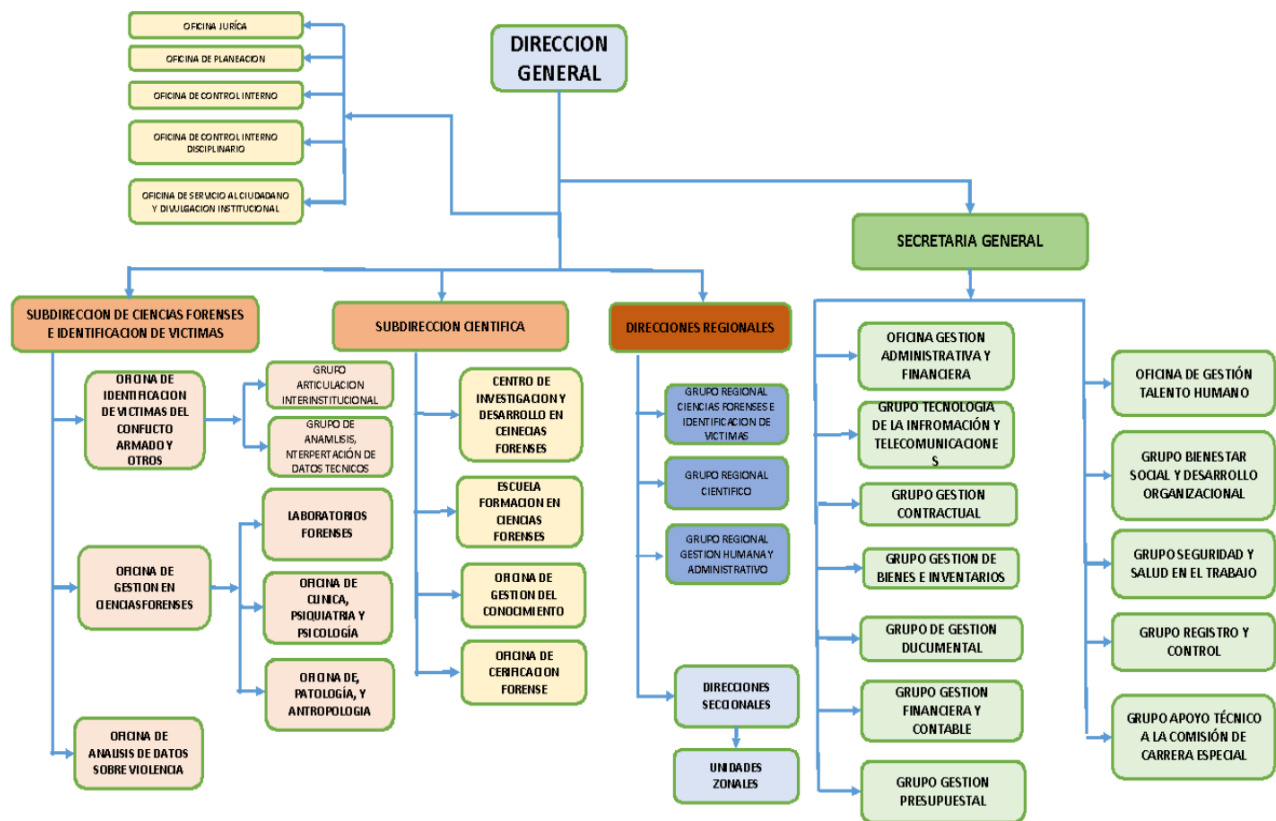 OFICINA JURÍCA
OFICINA DE PLANEACION
OFICINA DE CONTROL INTERNO
OFICINA DE CONTROL INTERNO
DISCIPLINARIO
OFICINA DE SERVICIO AL CIUDADANO
Y DIVULGACION INSTITUCIONAL
DIRECCION
GENERAL
SECRETARIA GENERAL
SUBDIRECCION DE CIENCIAS FORENSES
E IDENTIFICACION DE VICTIMAS
OFICINA DE
IDENTIFICACION
DE VICTIMAS DEL
CONFLICTO
ARMADO Y
OTROS
GRUPO
ARTICULACION
INTERINSTITUCIONAL
GRUPO DE ANAMLISIS,
NTERPERTACIÓN DE
DATOS TECNICOS
OFICINA DE
GESTION EN
CIENCIAS FORENSES
LABORATORIOS
FORENSES
OFICINA DE
CLINICA,
PSIQUIATRIA Y
PSICOLOGÍA
OFICINA DE,
PATOLOGÍA, Y
ANTROPOLOGIA
OFICINA DE
ANALISIS DE DATOS
SOBRE VIOLENCIA
SUBDIRECCION CIENTIFICA
CENTRO DE
INVESTIGACION Y
DESARROLLO EN
CEINECIAS
FORENSES
ESCUELA
FORMACION EN
CIENCIAS
FORENSES
OFICINA DE
GESTION DEL
CONOCIMIENTO
OFICINA DE
CERIFICACION
FORENSE
DIRECCIONES REGIONALES
GRUPO REGIONAL
CIENCIAS FORENSES E
IDENTIFICACION DE
VICTIMAS
GRUPO REGIONAL
CIENTIFICO
GRUPO REGIONAL
GESTION HUMANA Y
ADMINISTRATIVO
DIRECCIONES
SECCIONALES
UNIDADES
ZONALES
OFICINA GESTION
ADMINISTRATIVA Y
FINANCIERA
GRUPO TECNOLOGIA
DE LA INFROMACIÓN Y
TELECOMUNICACIONE
S
GRUPO GESTION
CONTRACTUAL
GRUPO GESTION DE
BIENES E INVENTARIOS
GRUPO DE GESTION
DUCUMENTAL
GRUPO GESTION
FINANCIERA Y
CONTABLE
GRUPO GESTION
PRESUPUESTAL
OFICINA DE GESTIÓN
TALENTO HUMANO
GRUPO BIENESTAR
SOCIAL Y DESARROLLO
ORGANIZACIONAL
GRUPO SEGURIDAD Y
SALUD EN EL TRABAJO
GRUPO REGISTRO Y
CONTROL
GRUPO APOYO TÉCNICO
A LA COMISIÓN DE
CARRERA ESPECIAL